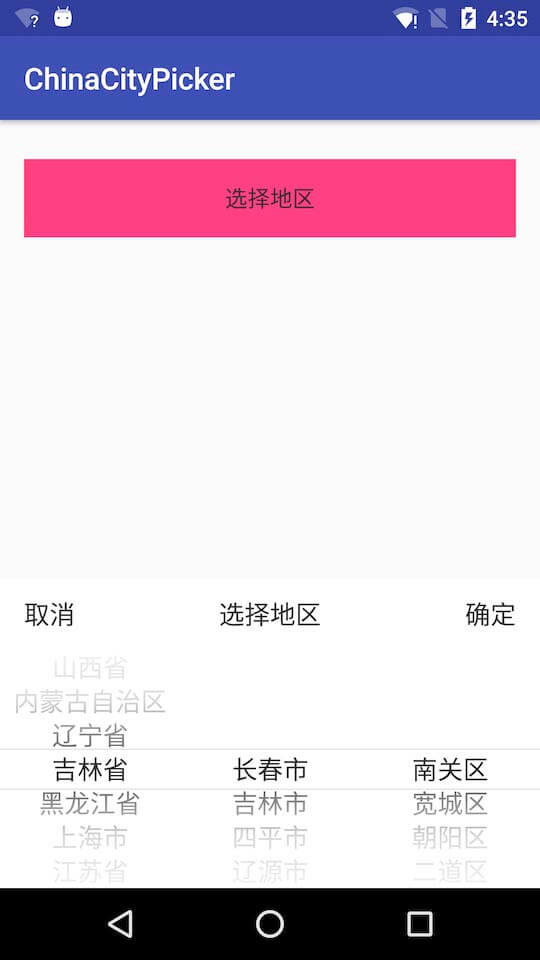 4:35
ChinaCityPicker
选择地区
取消 选择地区 确定
山西省
内蒙古自治区
辽宁省
吉林省 长春市 南关区
黑龙江省 吉林市 宽城区
上海市 四平市 朝阳区
江苏省 辽源市 二道区